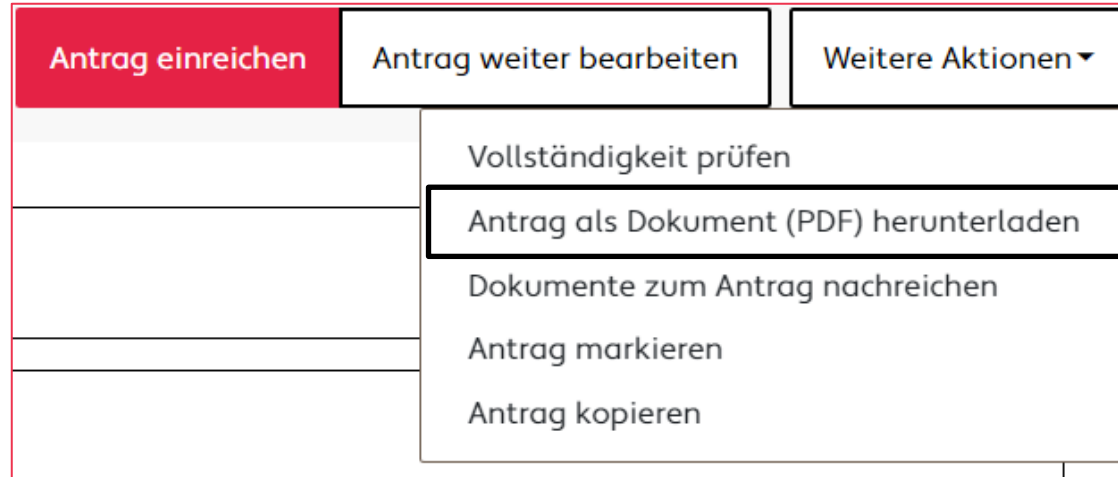 Antrag einreichen
Antrag weiter bearbeiten
Weitere Aktionen
Vollständigkeit prüfen
Antrag als Dokument (PDF) herunterladen
Dokumente zum Antrag nachreichen
Antrag markieren
Antrag kopieren